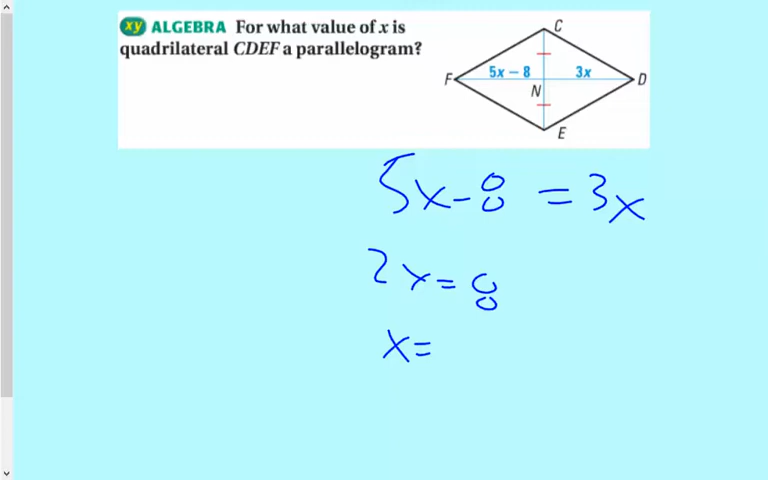 xy ALGEBRA For what value of x is
quadrilateral CDEF a parallelogram?
C
F
5x − 8
3x
D
N
E
5x-8 = 3x
2x = 8
x=